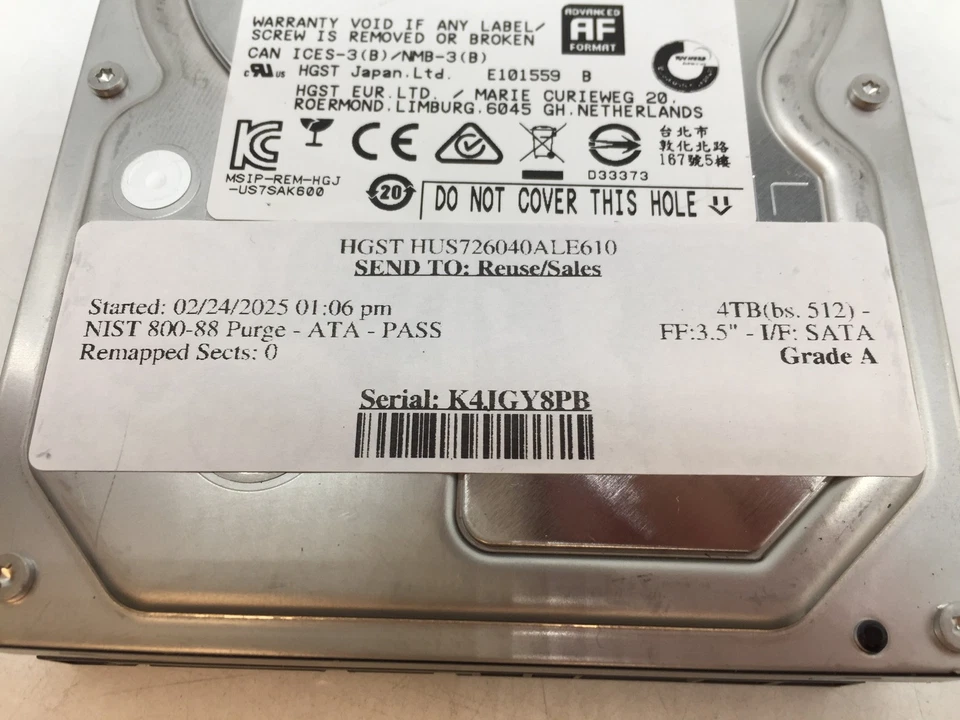 WARRANTY VOID IF ANY LABEL/
SCREW IS REMOVED OR BROKEN
ADVANCED
AF
FORMAT
CAN ICES-3(B)/NMB-3(B)
c RU us HGST Japan.Ltd. E101559 B
HGST EUR.LTD. / MARIE CURIEWEG 20.
ROERMOND.LIMBURG.6045 GH.NETHERLANDS
台北市
敦化北路
167號5樓
MSIP-REM-HGJ
-US7SAK600
D33373
20
DO NOT COVER THIS HOLE
HGST HUS726040ALE610
SEND TO: Reuse/Sales
Started: 02/24/2025 01:06 pm
NIST 800-88 Purge - ATA - PASS
Remapped Sects: 0
4TB(bs. 512) -
FF:3.5" - I/F: SATA
Grade A
Serial: K4JGY8PB